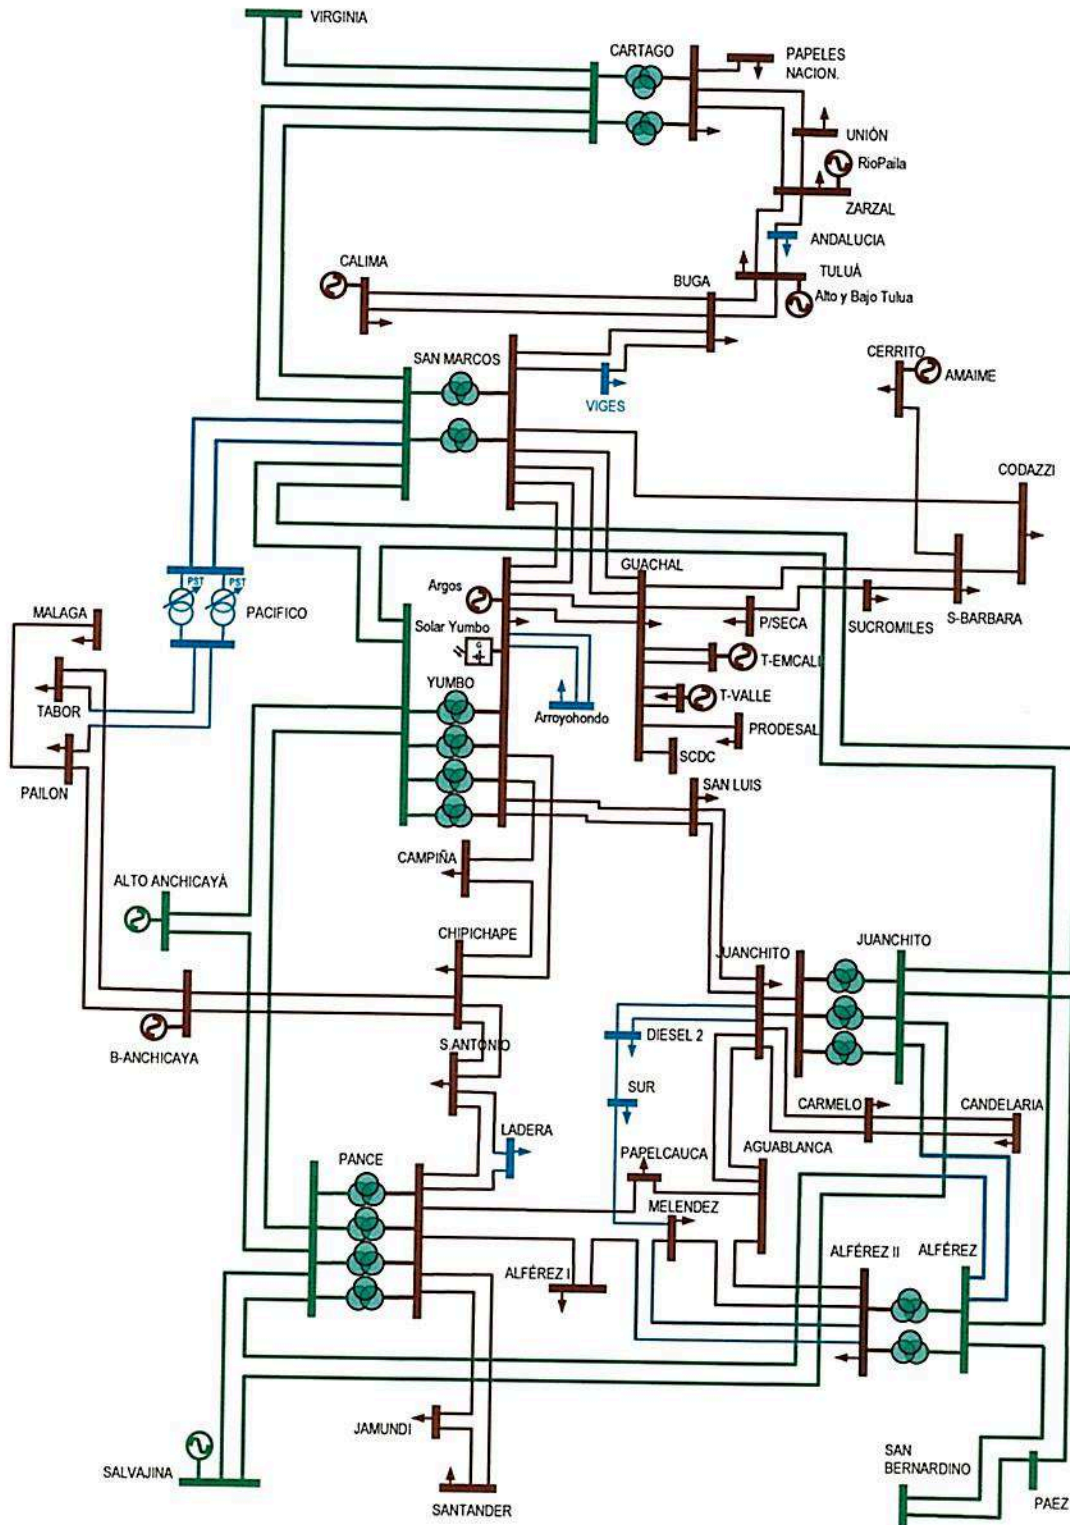 VIRGINIA
CARTAGO
PAPELES
NACION.
UNIÓN
RioPaila
ZARZAL
ANDALUCIA
CALIMA
BUGA
TULUÁ
Alto y Bajo Tulua
SAN MARCOS
CERRITO
AMAIME
VIGES
CODAZZI
GUACHAL
PST
PST
Argos
MALAGA
PACIFICO
Solar Yumbo
G
P/SECA
SUCROMILES
S-BARBARA
T-EMCALI
TABOR
YUMBO
Arroyohondo
T-VALLE
PRODESAL
SCDC
PAILON
SAN LUIS
CAMPIÑA
ALTO ANCHICAYÀ
CHIPICHAPE
JUANCHITO
JUANCHITO
DIESEL 2
B-ANCHICAYA
S.ANTONIO
SUR
CARMELO
CANDELARIA
LADERA
PANCE
PAPELCAUCA
AGUABLANCA
MELENDEZ
ALFÉREZ I
ALFÉREZ II
ALFÉREZ
JAMUNDI
SALVAJINA
SANTANDER
SAN
BERNARDINO
PAEZ